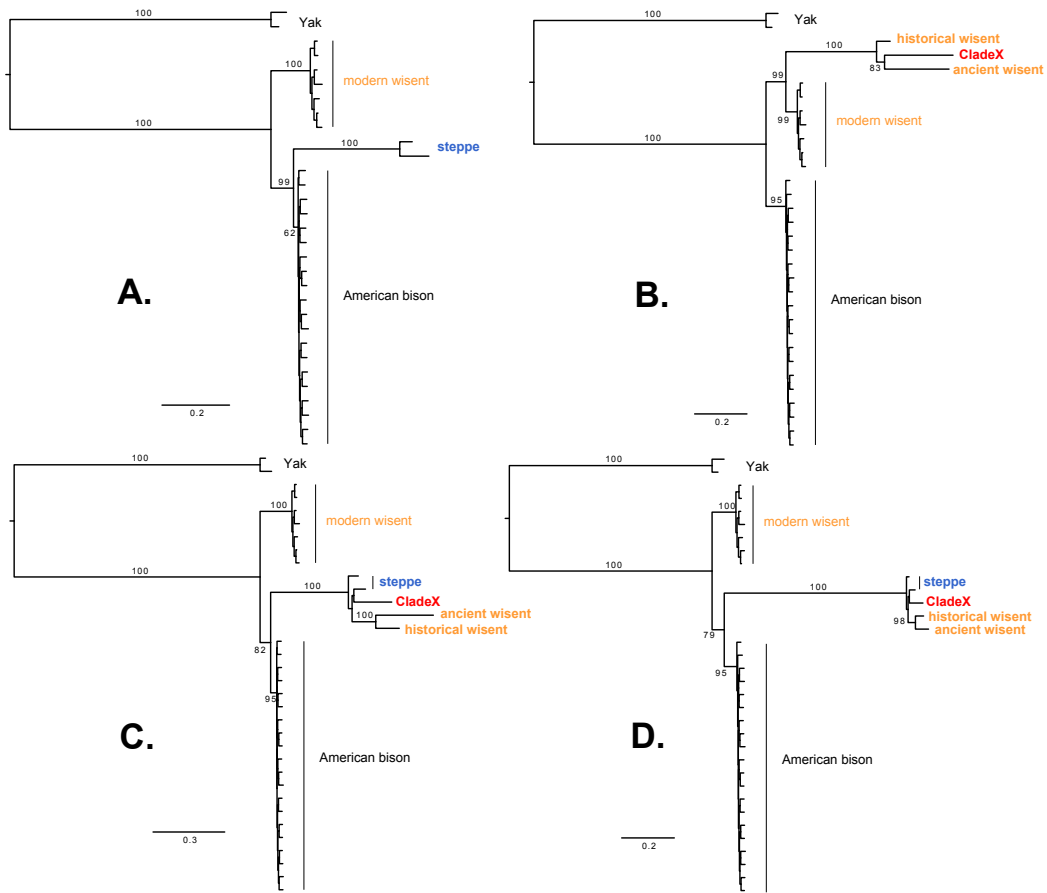 100
Yak
100
modern wisent
100
100
steppe
99
62
A.
American bison
0.2
100
Yak
100
historical wisent
CladeX
83
ancient wisent
99
99
modern wisent
100
95
B.
American bison
0.2
100
Yak
100
modern wisent
100
100
steppe
CladeX
100
ancient wisent
historical wisent
82
95
C.
American bison
0.3
100
Yak
100
modern wisent
100
100
steppe
CladeX
historical wisent
98
ancient wisent
79
95
D.
American bison
0.2